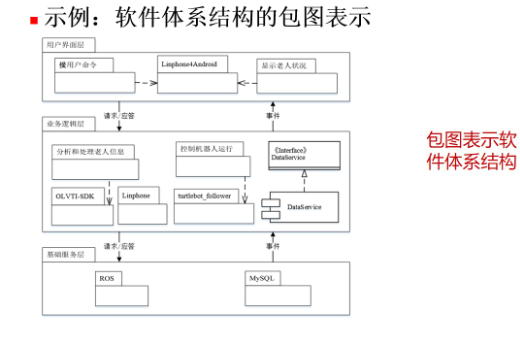 示例：软件体系结构的包图表示
用户界面层
接用户命令
Linphone4Android
显示老人状况
请求/应答
事件
业务逻辑层
分析和处理老人信息
控制机器人运行
《Interface》
DataService
OLVTI-SDK
Linphone
turtlebot_follower
DataService
请求/应答
事件
基础服务层
ROS
MySQL
包图表示软
件体系结构